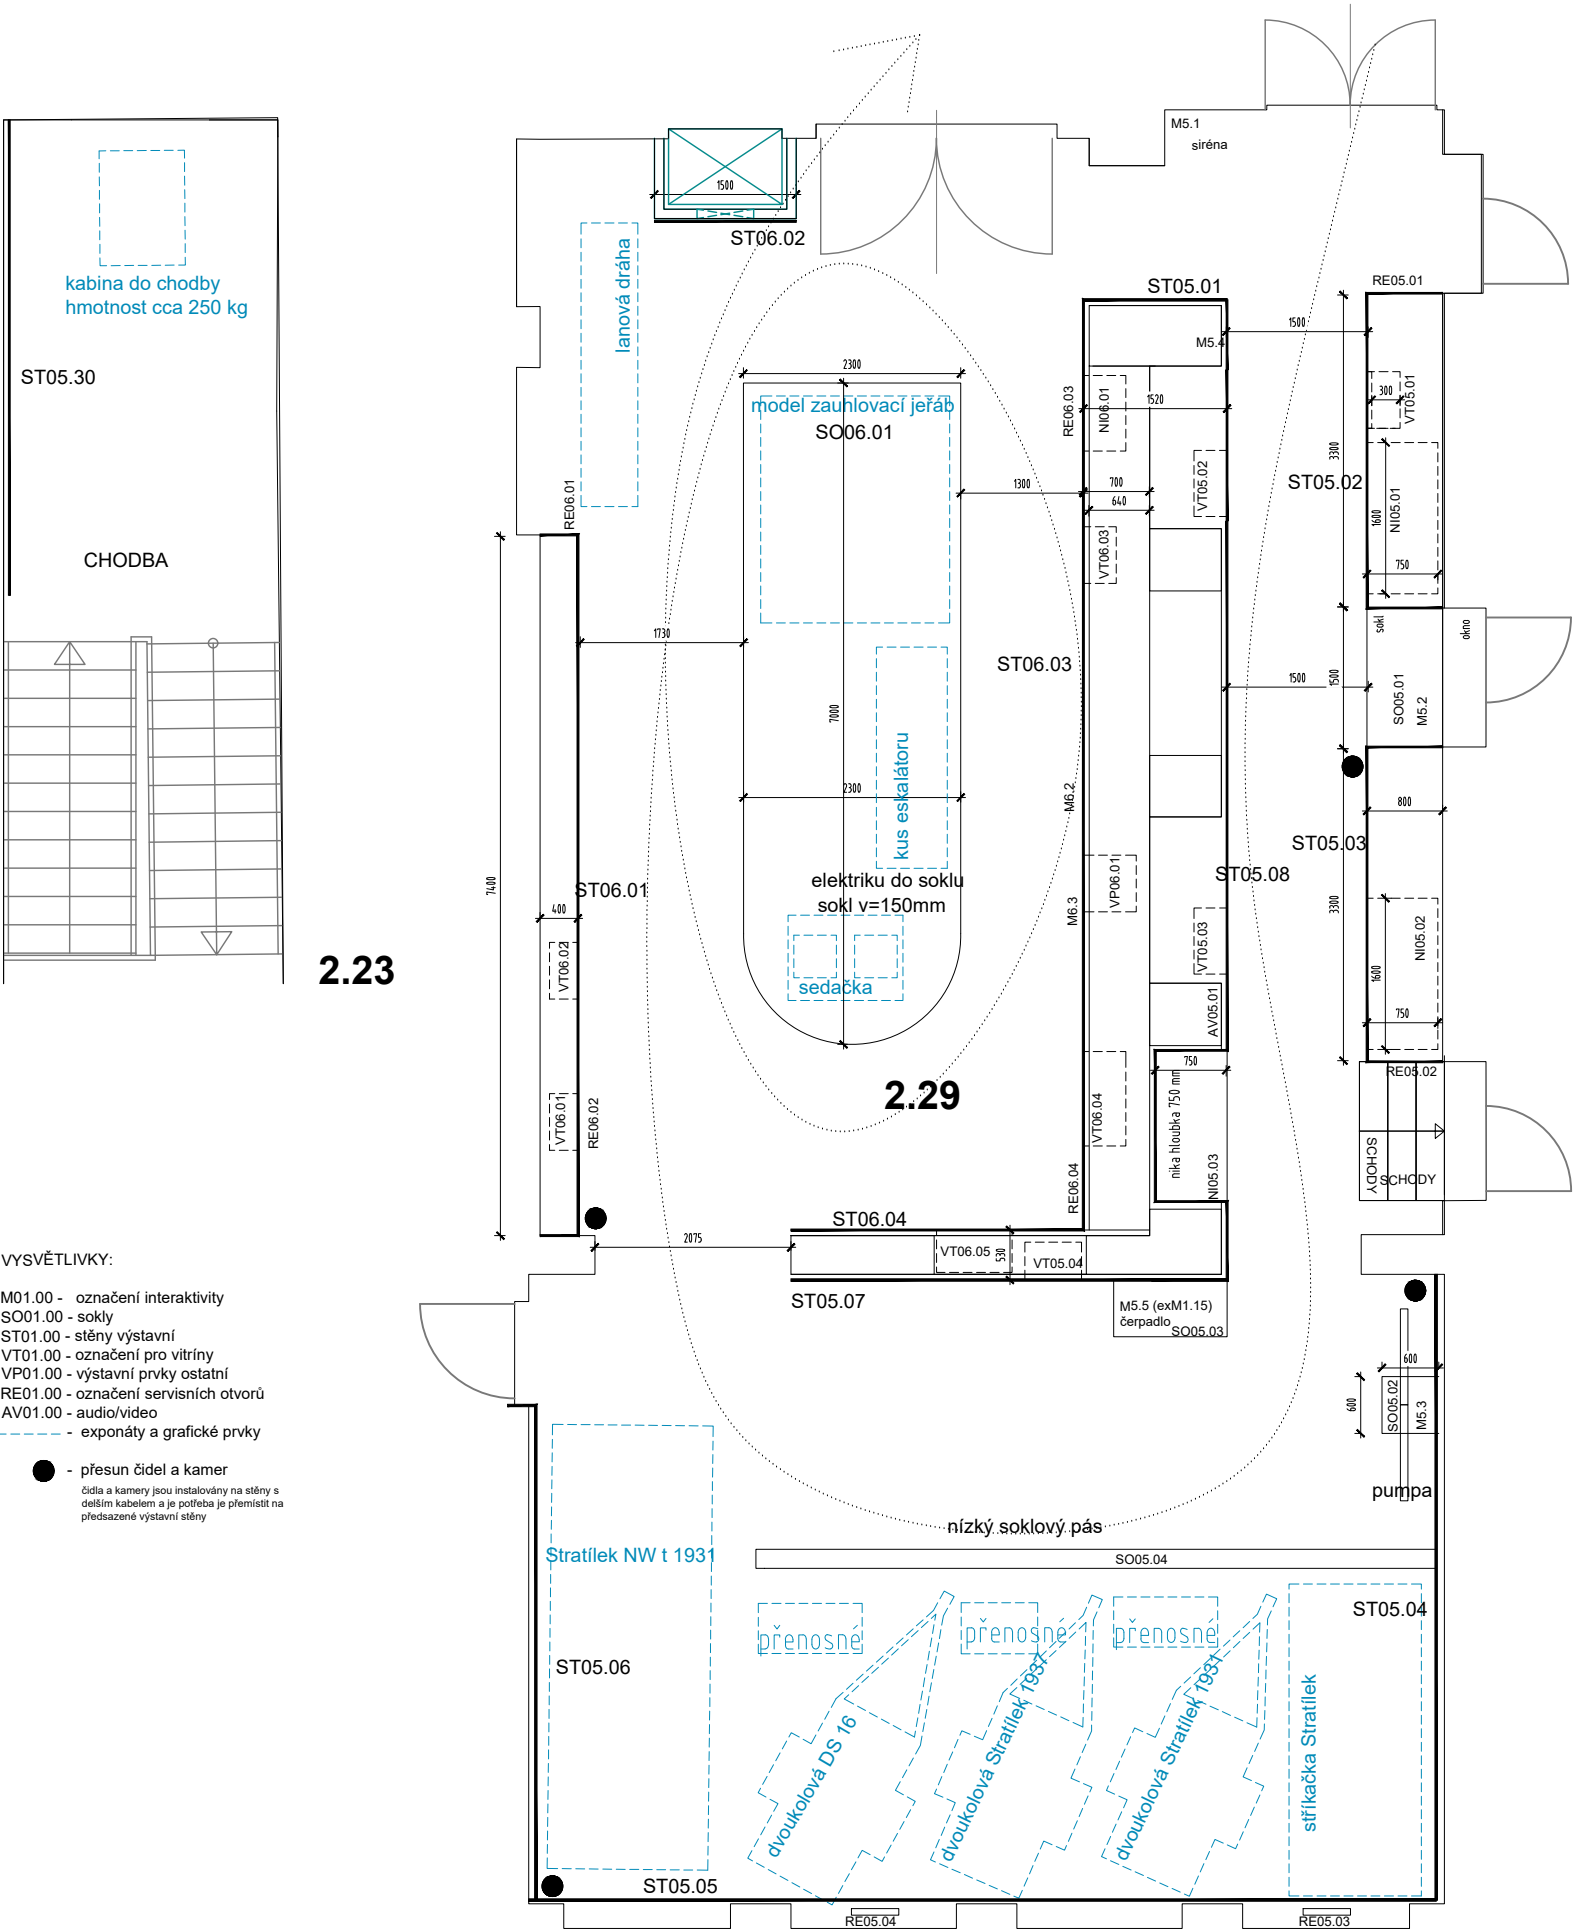 M5.1
siréna
1500
ST06.02
lanová dráha
kabina do chodby
hmotnost cca 250 kg
ST05.30
CHODBA
2.23
ST05.01
RE05.01
M5.4
1500
2300
model zauhlovací jeřáb
SO06.01
RE06.03
NI06.01
1520
300
VT05.01
3300
ST05.02
1300
700
640
VT05.02
NI05.01
1600
750
RE06.01
VT06.03
1730
ST06.03
1500
1500
sokl
okno
SO05.01
M5.2
7000
kus eskalátoru
2300
M6.2
800
ST05.03
7400
ST06.01
400
elektriku do soklu
sokl v=150mm
M6.3
VP06.01
ST05.08
3300
VT06.02
sedačka
VT05.03
NI05.02
1600
AV05.01
750
2.29
750
RE05.02
VT06.01
RE06.02
VT06.04
nika hloubka 750 mm
NI05.03
RE06.04
SCHODY
SCHODY
ST06.04
2075
VT06.05
530
VT05.04
ST05.07
M5.5 (exM1.15)
čerpadlo
SO05.03
VYSVĚTLIVKY:
M01.00 - označení interaktivity
SO01.00 - sokly
ST01.00 - stěny výstavní
VT01.00 - označení pro vitríny
VP01.00 - výstavní prvky ostatní
RE01.00 - označení servisních otvorů
AV01.00 - audio/video
- exponáty a grafické prvky
- přesun čidel a kamer
čidla a kamery jsou instalovány na stěny s
delším kabelem a je potřeba je přemístit na
předsazené výstavní stěny
600
600
SO05.02
M5.3
pumpa
nízký soklový pás
SO05.04
Stratílek NW t 1931
ST05.06
přenosné
přenosné
přenosné
ST05.04
dvoukolová DS 16
dvoukolová Stratílek 1937
dvoukolová Stratílek 1931
stříkačka Stratílek
ST05.05
RE05.04
RE05.03